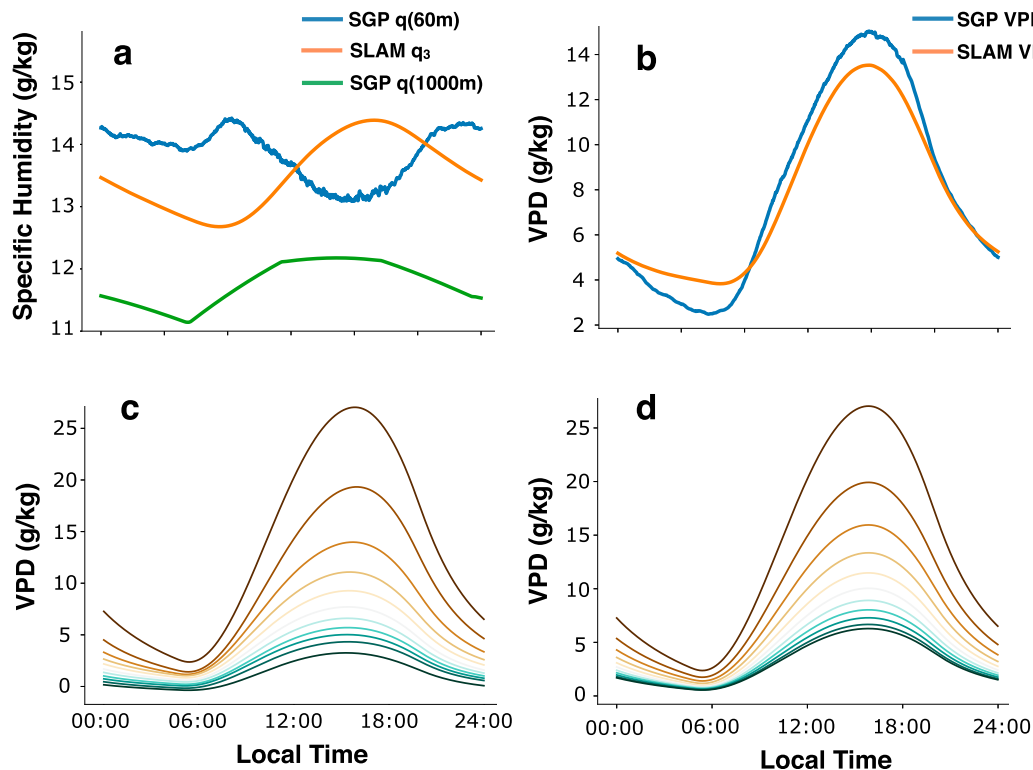 a
SGP q(60m)
SLAM q₃
SGP q(1000m)
Specific Humidity (g/kg)
15
14
13
12
11
b
SGP VPI
SLAM VI
VPD (g/kg)
14
12
10
8
6
4
2
c
VPD (g/kg)
25
20
15
10
5
0
00:00 06:00 12:00 18:00 24:00
Local Time
d
VPD (g/kg)
25
20
15
10
5
0
00:00 06:00 12:00 18:00 24:00
Local Time